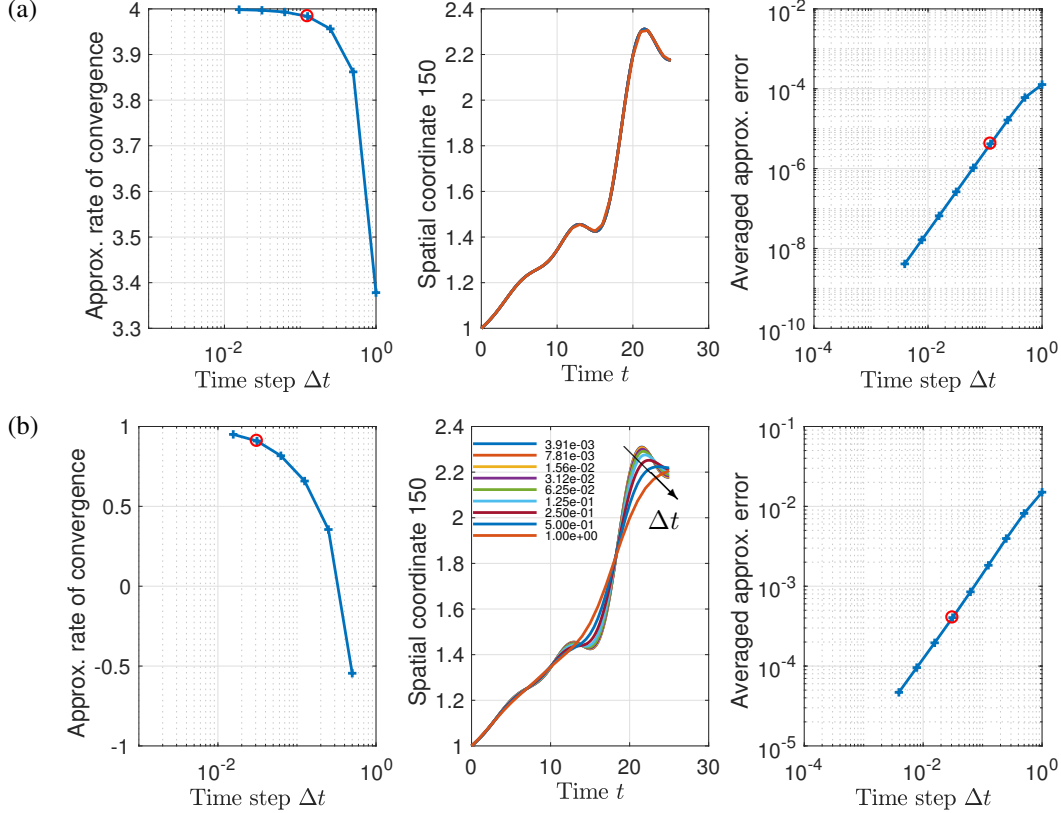 (a)
Approx. rate of convergence
4
3.9
3.8
3.7
3.6
3.5
3.4
3.3
10^-2
10^0
Time step Δt
Spatial coordinate 150
2.4
2.2
2
1.8
1.6
1.4
1.2
1
0
10
20
30
Time t
Averaged approx. error
10^-2
10^-4
10^-6
10^-8
10^-10
10^-4
10^-2
10^0
Time step Δt
(b)
Approx. rate of convergence
1
0.5
0
-0.5
-1
10^-2
10^0
Time step Δt
Spatial coordinate 150
2.4
2.2
2
1.8
1.6
1.4
1.2
1
3.91e-03
7.81e-03
1.56e-02
3.12e-02
6.25e-02
1.25e-01
2.50e-01
5.00e-01
1.00e+00
Δt
0
10
20
30
Time t
Averaged approx. error
10^-1
10^-2
10^-3
10^-4
10^-5
10^-4
10^-2
10^0
Time step Δt